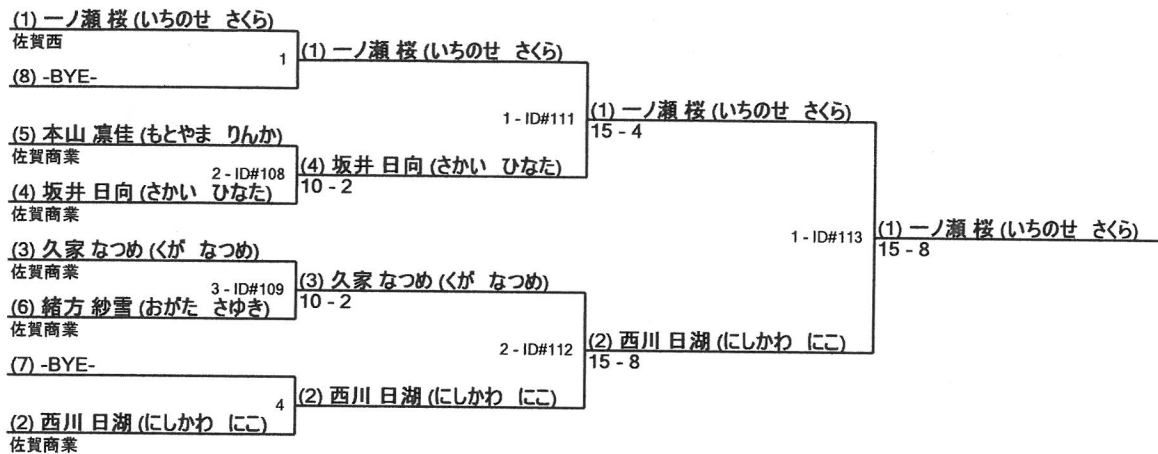 (1) 一ノ瀬 桜 (いちのせ さくら)
佐賀西
1
(8) -BYE-
(1) 一ノ瀬 桜 (いちのせ さくら)
1 - ID#111
(5) 本山 凛佳 (もとやま りんか)
佐賀商業
2 - ID#108
(4) 坂井 日向 (さかい ひなた)
佐賀商業
(4) 坂井 日向 (さかい ひなた)
10 - 2
(1) 一ノ瀬 桜 (いちのせ さくら)
15 - 4
1 - ID#113
(1) 一ノ瀬 桜 (いちのせ さくら)
15 - 8
(3) 久家 なつめ (くが なつめ)
佐賀商業
3 - ID#109
(6) 緒方 紗雪 (おがた さゆき)
佐賀商業
(3) 久家 なつめ (くが なつめ)
10 - 2
2 - ID#112
(2) 西川 日湖 (にしかわ にこ)
15 - 8
(7) -BYE-
4
(2) 西川 日湖 (にしかわ にこ)
(2) 西川 日湖 (にしかわ にこ)
佐賀商業